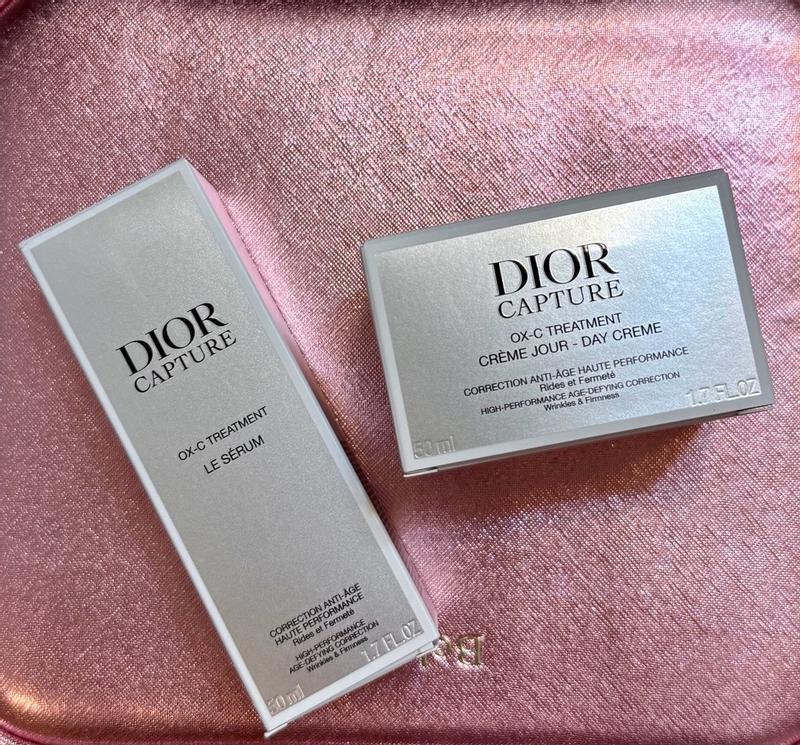 DIOR
CAPTURE
OX-C TREATMENT
LE SÉRUM
CORRECTION ANTI-ÂGE
HAUTE PERFORMANCE
Rides et Fermeté
HIGH-PERFORMANCE
AGE-DEFYING CORRECTION
Wrinkles & Firmness
50 ml
1.7 FL.OZ
DIOR
CAPTURE
OX-C TREATMENT
CRÈME JOUR - DAY CREME
CORRECTION ANTI-ÂGE HAUTE PERFORMANCE
Rides et Fermeté
HIGH-PERFORMANCE AGE-DEFYING CORRECTION
Wrinkles & Firmness
50 ml
1.7 FL.OZ